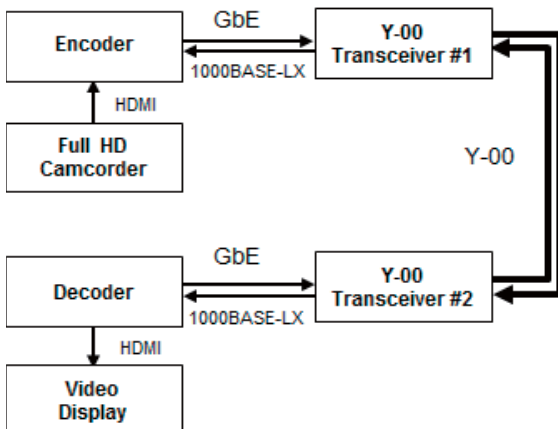 GbE
Encoder
Y-00
Transceiver #1
1000BASE-LX
HDMI
Full HD
Camcorder
Y-00
GbE
Decoder
Y-00
Transceiver #2
1000BASE-LX
HDMI
Video
Display